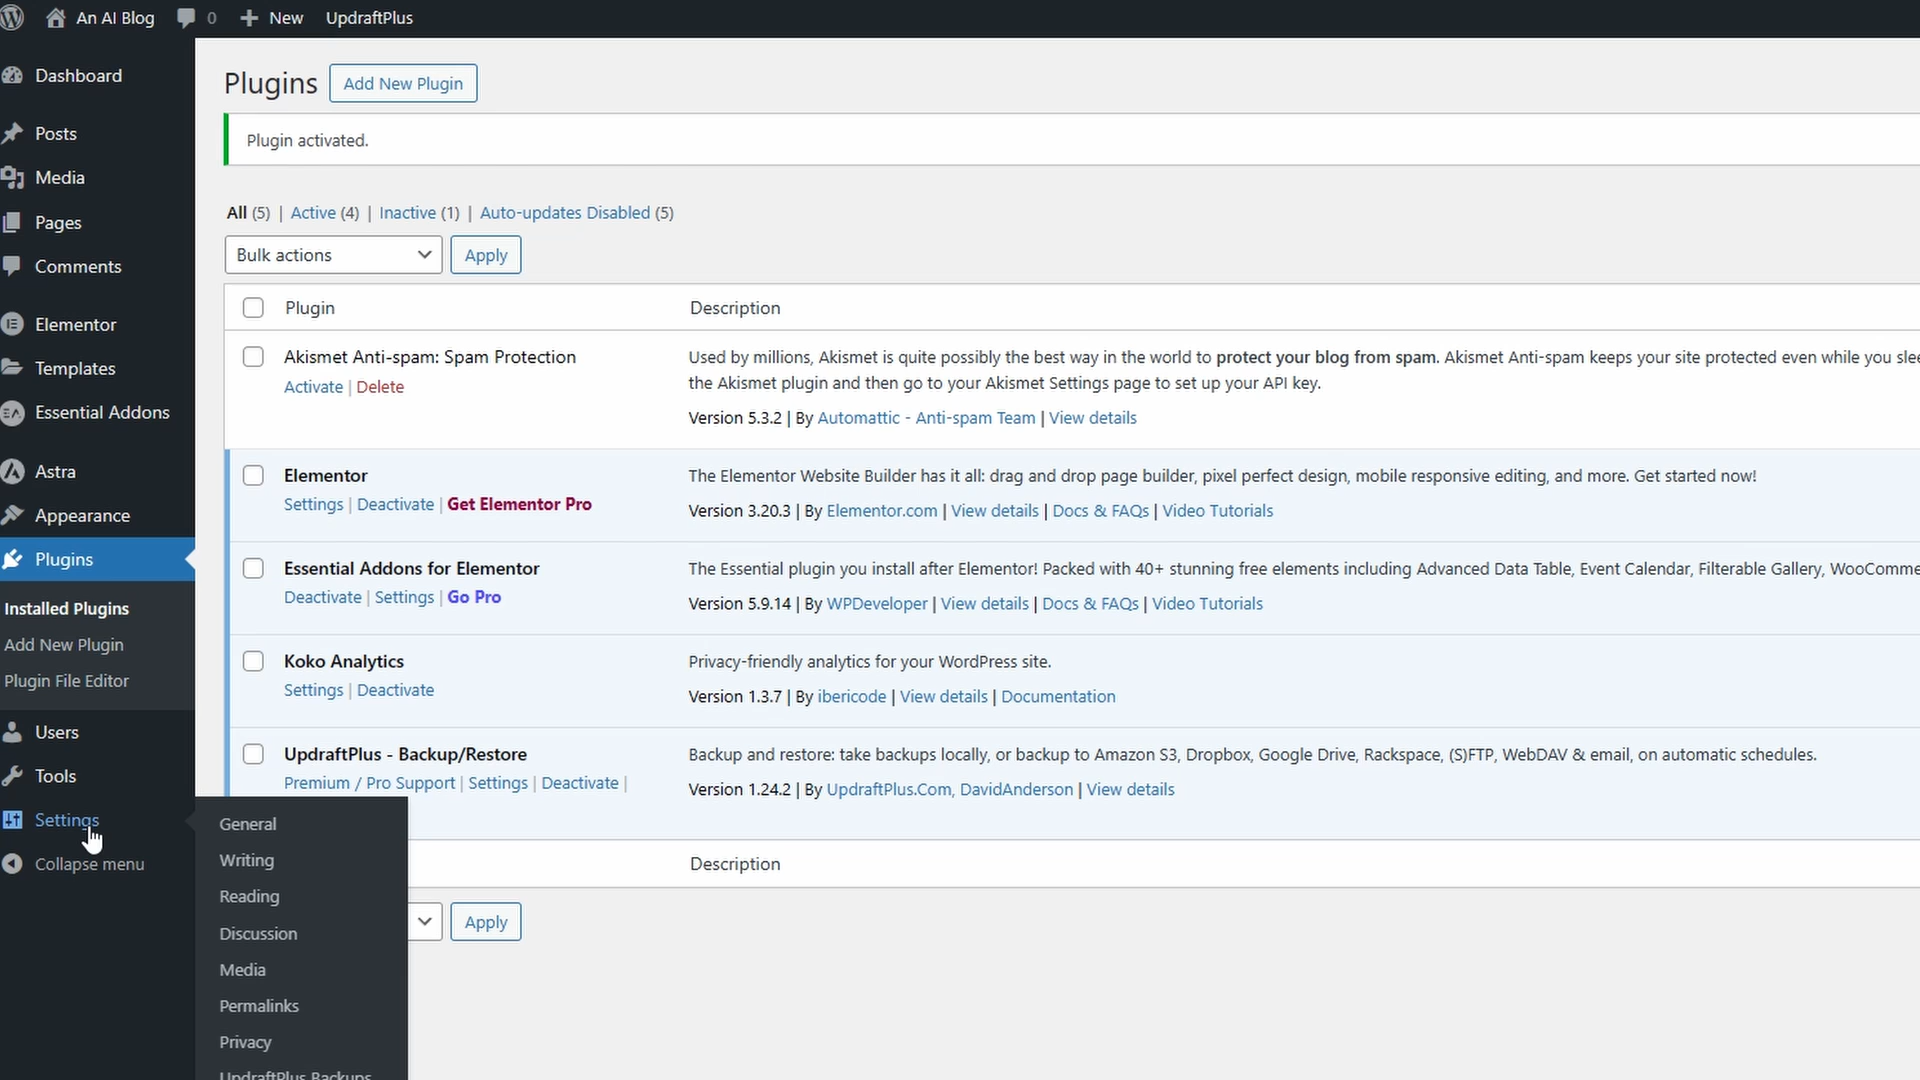 An AI Blog 0 New UpdraftPlus
Dashboard
Posts
Media
Pages
Comments
Elementor
Templates
Essential Addons
Astra
Appearance
Plugins
Installed Plugins
Add New Plugin
Plugin File Editor
Users
Tools
Settings
Collapse menu
General
Writing
Reading
Discussion
Media
Permalinks
Privacy
UpdraftPlus Backups
Plugins Add New Plugin
Plugin activated.
All (5) | Active (4) | Inactive (1) | Auto-updates Disabled (5)
Bulk actions Apply
Plugin Description
Akismet Anti-spam: Spam Protection
Activate | Delete
Used by millions, Akismet is quite possibly the best way in the world to protect your blog from spam. Akismet Anti-spam keeps your site protected even while you slee
the Akismet plugin and then go to your Akismet Settings page to set up your API key.
Version 5.3.2 | By Automattic - Anti-spam Team | View details
Elementor
Settings | Deactivate | Get Elementor Pro
The Elementor Website Builder has it all: drag and drop page builder, pixel perfect design, mobile responsive editing, and more. Get started now!
Version 3.20.3 | By Elementor.com | View details | Docs & FAQs | Video Tutorials
Essential Addons for Elementor
Deactivate | Settings | Go Pro
The Essential plugin you install after Elementor! Packed with 40+ stunning free elements including Advanced Data Table, Event Calendar, Filterable Gallery, WooComme
Version 5.9.14 | By WPDeveloper | View details | Docs & FAQs | Video Tutorials
Koko Analytics
Settings | Deactivate
Privacy-friendly analytics for your WordPress site.
Version 1.3.7 | By ibericode | View details | Documentation
UpdraftPlus - Backup/Restore
Premium / Pro Support | Settings | Deactivate |
Backup and restore: take backups locally, or backup to Amazon S3, Dropbox, Google Drive, Rackspace, (S)FTP, WebDAV & email, on automatic schedules.
Version 1.24.2 | By UpdraftPlus.Com, DavidAnderson | View details
Description
Apply